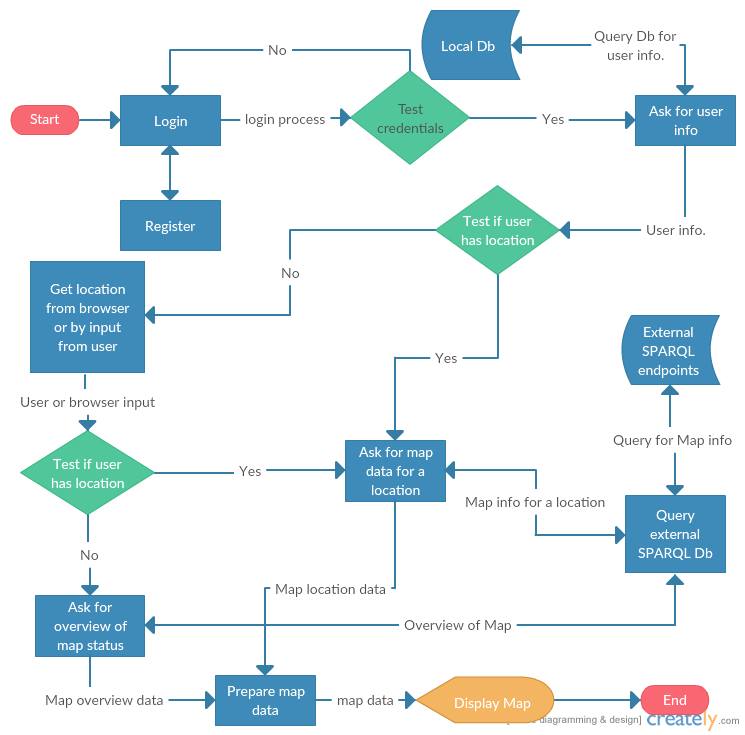 No
Local Db
Query Db for
user info.
Start
Login
login process
Test
credentials
Yes
Ask for user
info
Register
Test if user
has location
User info.
No
Get location
from browser
or by input
from user
External
SPARQL
endpoints
Yes
User or browser input
Query for Map info
Test if user
has location
Yes
Ask for map
data for a
location
Map info for a location
Query
external
SPARQL Db
No
Map location data
Ask for
overview of
map status
Overview of Map
Map overview data
Prepare map
data
map data
Display Map
End
diagramming & design]
creately.com